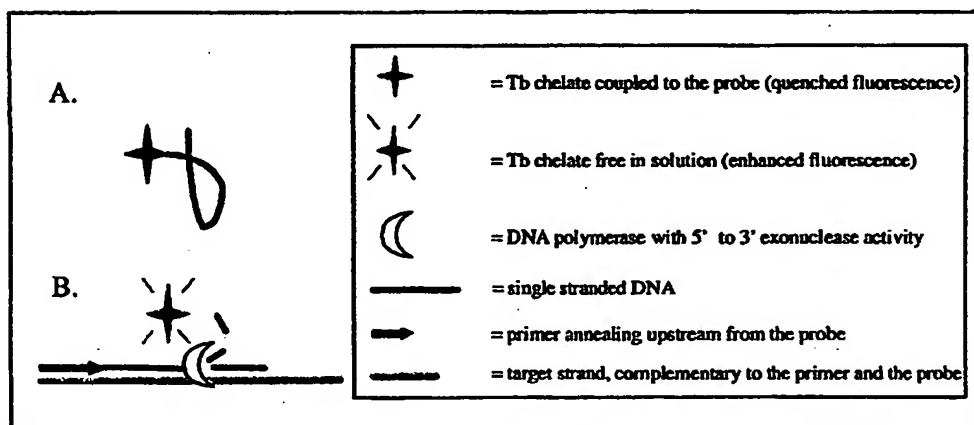 A.
B.
= Tb chelate coupled to the probe (quenched fluorescence)
= Tb chelate free in solution (enhanced fluorescence)
= DNA polymerase with 5' to 3' exonuclease activity
= single stranded DNA
= primer annealing upstream from the probe
= target strand, complementary to the primer and the probe